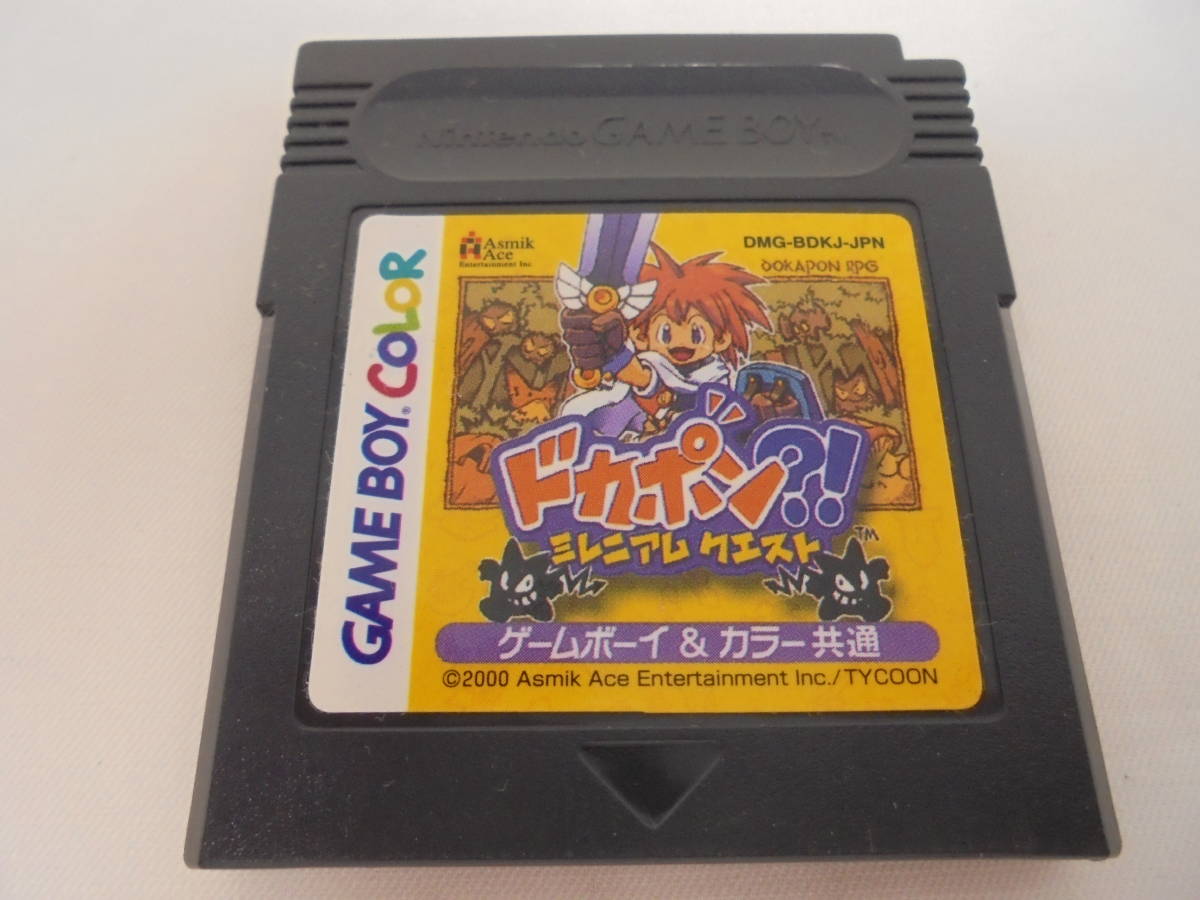 Nintendo GAME BOY TM
Asmik
Ace
Entertainment Inc.
DMG-BDKJ-JPN
DOKAPON RPG
GAME BOY® COLOR
ドカポン?!
ミレニアム クエスト
TM
ゲームボーイ & カラー 共通
©2000 Asmik Ace Entertainment Inc./TYCOON